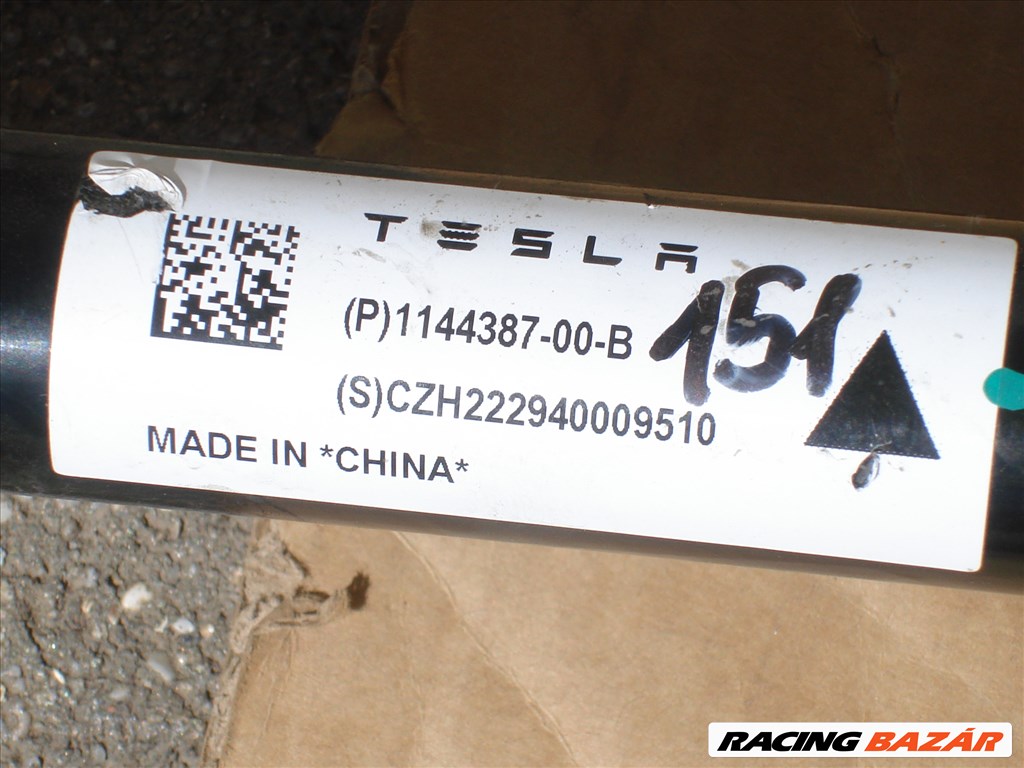 TESLA
(P)1144387-00-B
151
(S)CZH222940009510
MADE IN *CHINA*
RACING BAZÁR